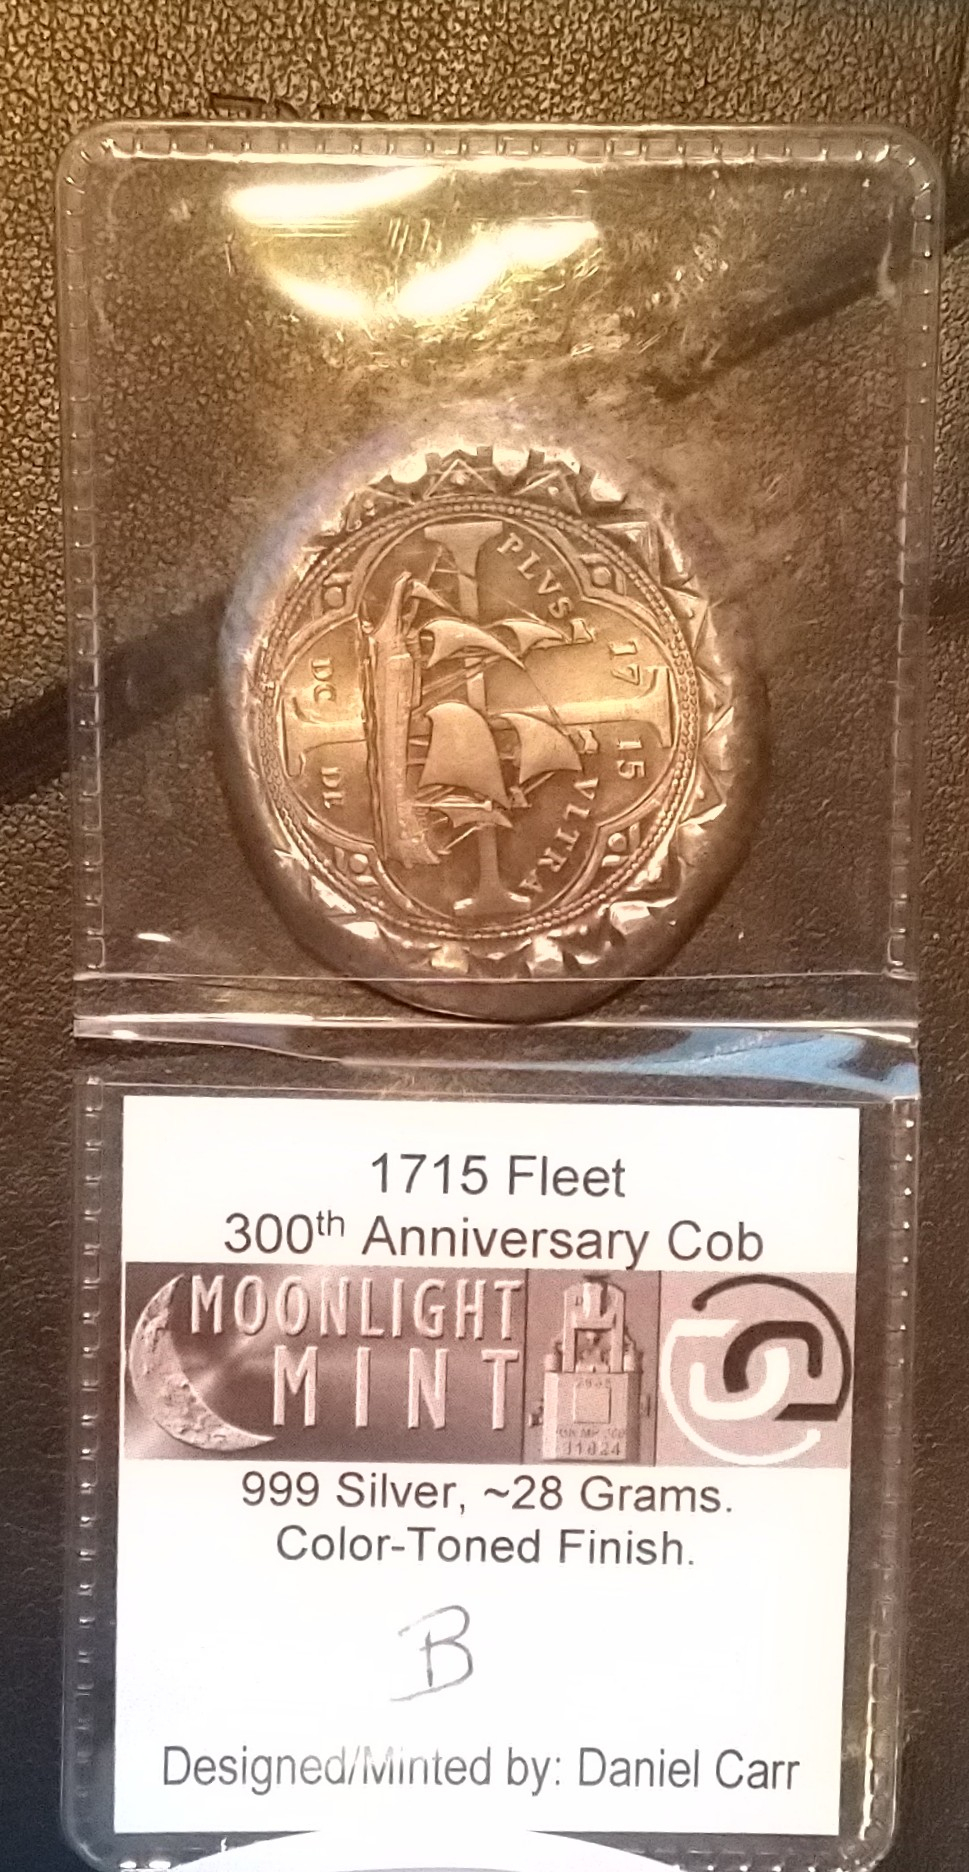 PLVS
VLTRA
17
15
DC
DL
1715 Fleet
300th Anniversary Cob
MOONLIGHT
MINT
999 Silver, ~28 Grams.
Color-Toned Finish.
B
Designed/Minted by: Daniel Carr